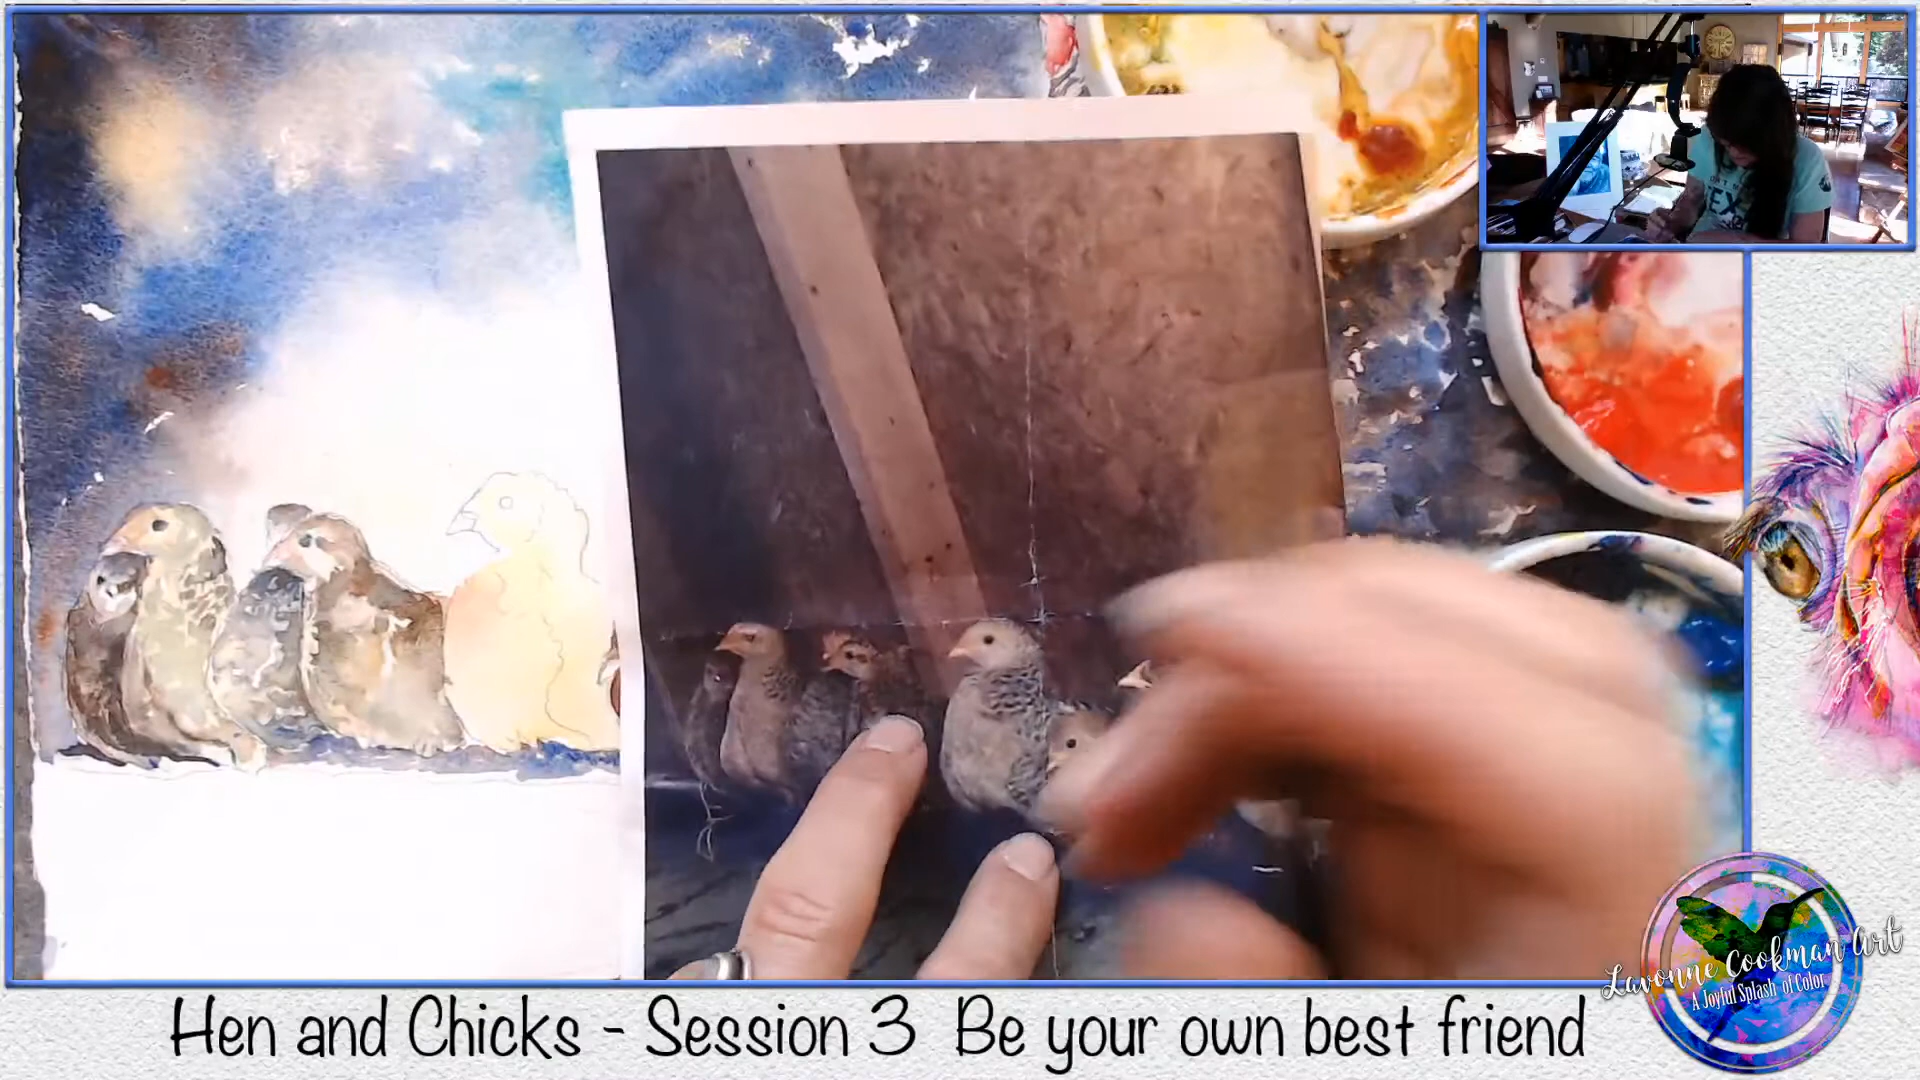 Lavonne Cookman Art
A Joyful Splash of Color
Hen and Chicks - Session 3 Be your own best friend